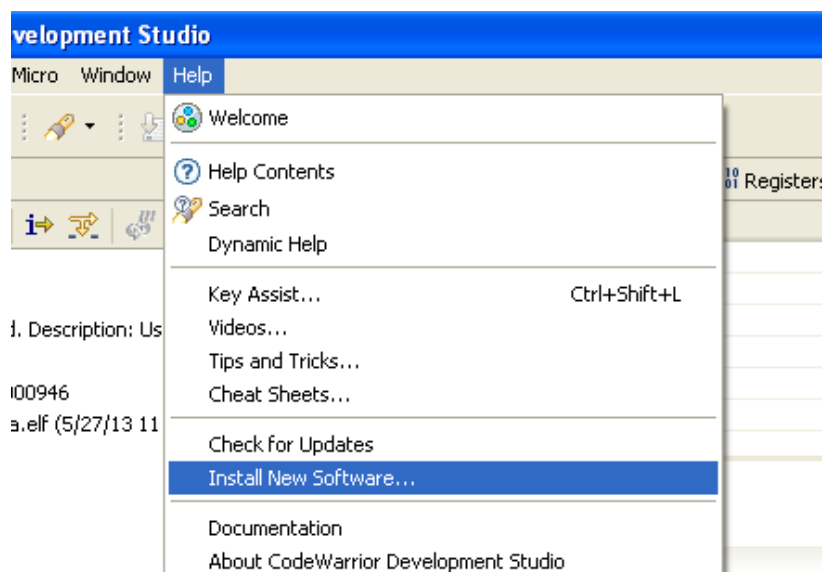 velopment Studio
Micro Window Help
Welcome
Help Contents
Registers
Search
Dynamic Help
Key Assist... Ctrl+Shift+L
d. Description: Us
Videos...
Tips and Tricks...
000946
Cheat Sheets...
a.elf (5/27/13 11
Check for Updates
Install New Software...
Documentation
About CodeWarrior Development Studio